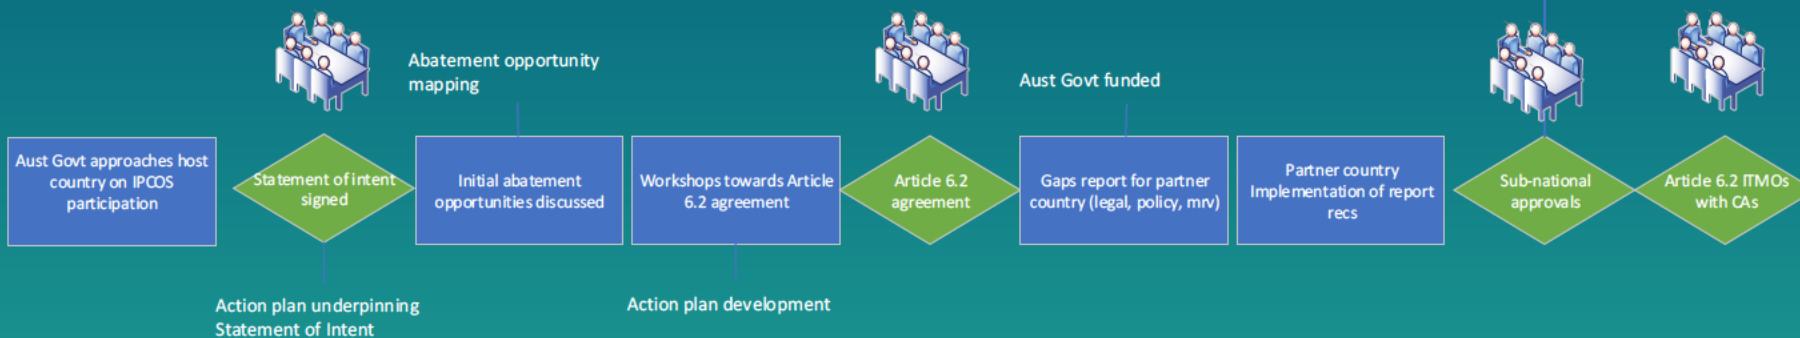 Abatement opportunity
mapping
Aust Govt funded
Aust Govt approaches host
country on IPCOS
participation
Statement of intent
signed
Initial abatement
opportunities discussed
Workshops towards Article
6.2 agreement
Article 6.2
agreement
Gaps report for partner
country (legal, policy, mrv)
Partner country
Implementation of report
recs
Sub-national
approvals
Article 6.2 ITMOs
with CAs
Action plan underpinning
Statement of Intent
Action plan development